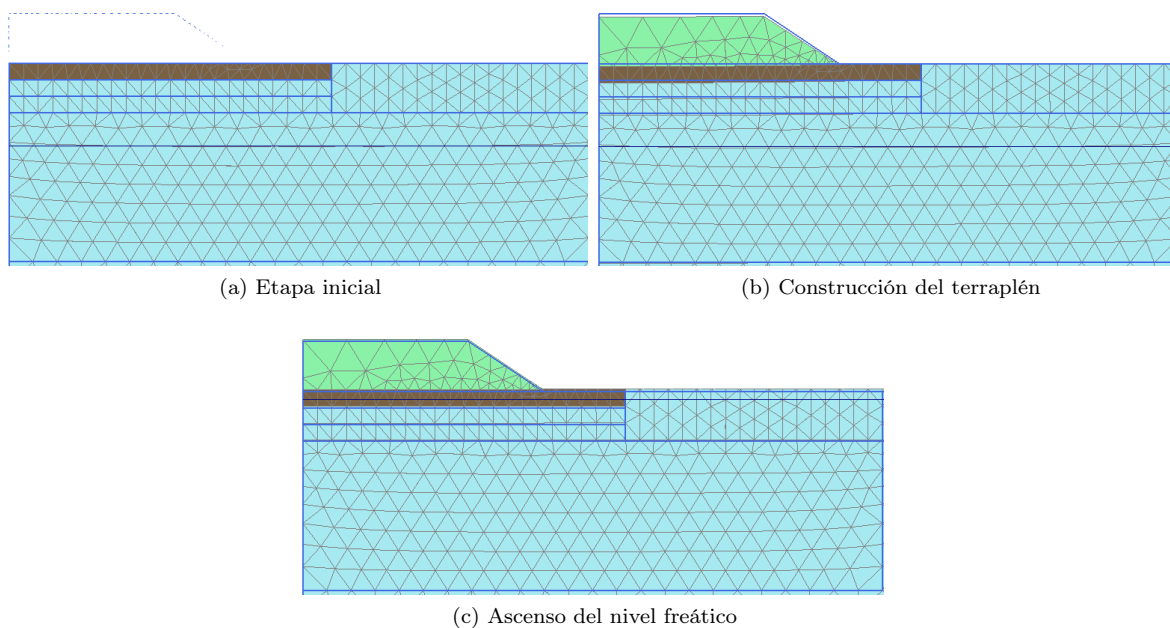 (a) Etapa inicial
(b) Construcción del terraplén
(c) Ascenso del nivel freático